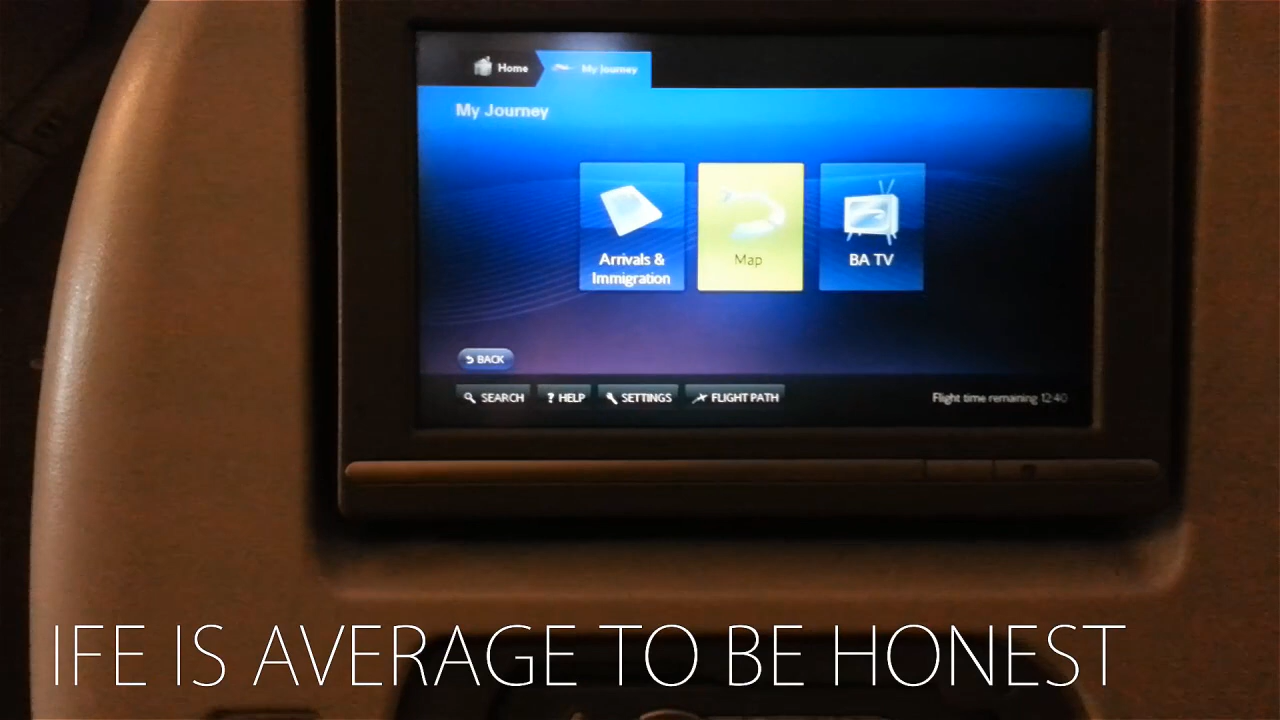 Home
My Journey
My Journey
Arrivals &
Immigration
Map
BA TV
BACK
SEARCH
? HELP
SETTINGS
FLIGHT PATH
Flight time remaining 12:40
IFE IS AVERAGE TO BE HONEST